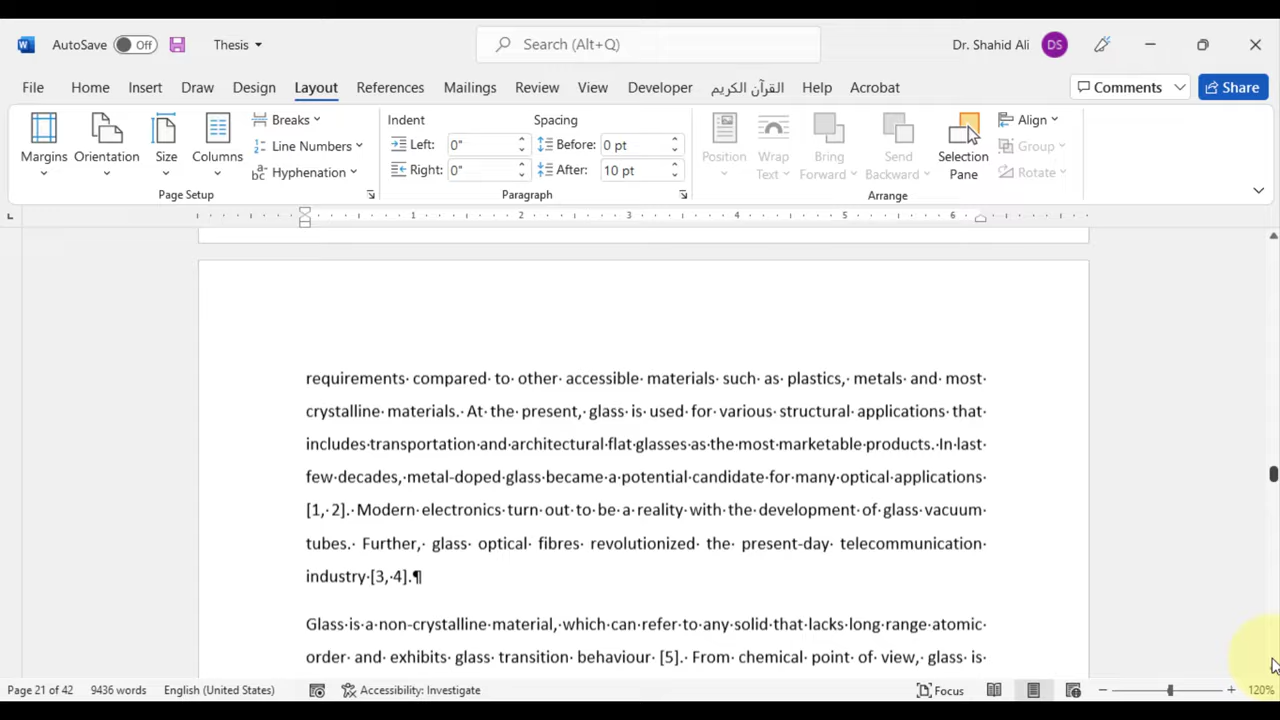 AutoSave Off Thesis Search (Alt+Q) Dr. Shahid Ali DS
File Home Insert Draw Design Layout References Mailings Review View Developer القرآن الكريم Help Acrobat Comments Share
Margins Orientation Size Columns
Breaks
Line Numbers
Hyphenation
Page Setup
Indent
Left: 0"
Right: 0"
Spacing
Before: 0 pt
After: 10 pt
Paragraph
Position
Wrap Text
Bring Forward
Send Backward
Selection Pane
Align
Group
Rotate
Arrange
1 2 3 4 5 6
requirements compared to other accessible materials such as plastics, metals and most
crystalline materials. At the present, glass is used for various structural applications that
includes transportation and architectural flat glasses as the most marketable products. In last
few decades, metal-doped glass became a potential candidate for many optical applications
[1, 2]. Modern electronics turn out to be a reality with the development of glass vacuum
tubes. Further, glass optical fibres revolutionized the present-day telecommunication
industry [3, 4].¶
Glass is a non-crystalline material, which can refer to any solid that lacks long range atomic
order and exhibits glass transition behaviour [5]. From chemical point of view, glass is
Page 21 of 42 9436 words English (United States) Accessibility: Investigate Focus 120%